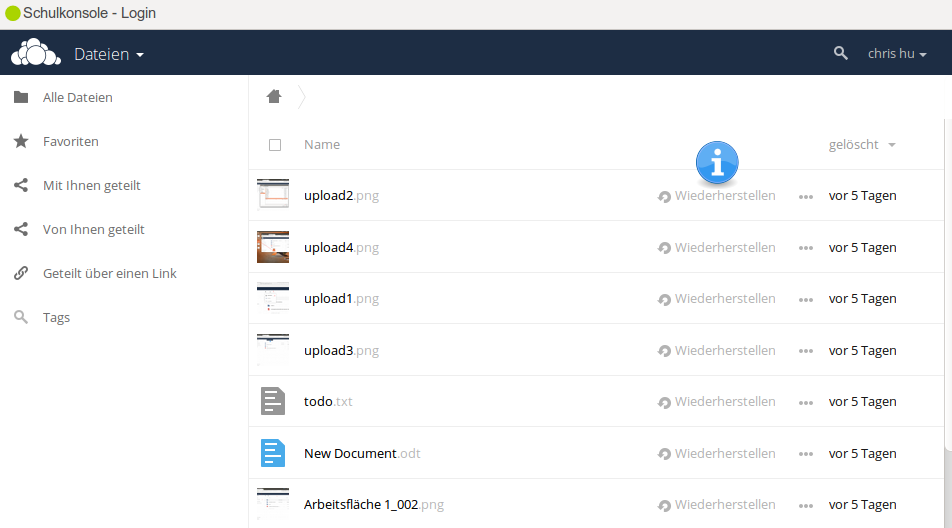 Schulkonsole - Login
Dateien
chris hu
Alle Dateien
Favoriten
Mit Ihnen geteilt
Von Ihnen geteilt
Geteilt über einen Link
Tags
Name gelöscht
upload2.png Wiederherstellen vor 5 Tagen
upload4.png Wiederherstellen vor 5 Tagen
upload1.png Wiederherstellen vor 5 Tagen
upload3.png Wiederherstellen vor 5 Tagen
todo.txt Wiederherstellen vor 5 Tagen
New Document.odt Wiederherstellen vor 5 Tagen
Arbeitsfläche 1_002.png Wiederherstellen vor 5 Tagen